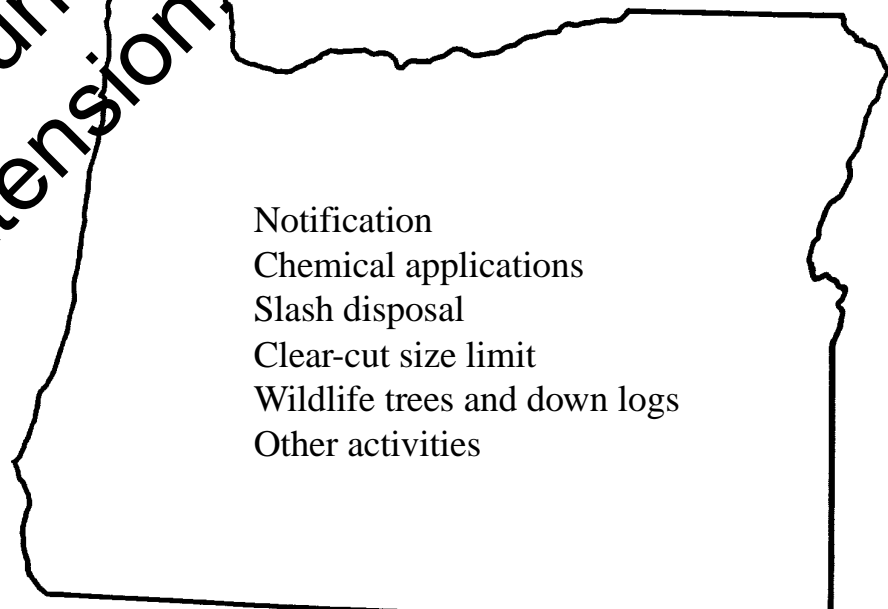 Notification
Chemical applications
Slash disposal
Clear-cut size limit
Wildlife trees and down logs
Other activities